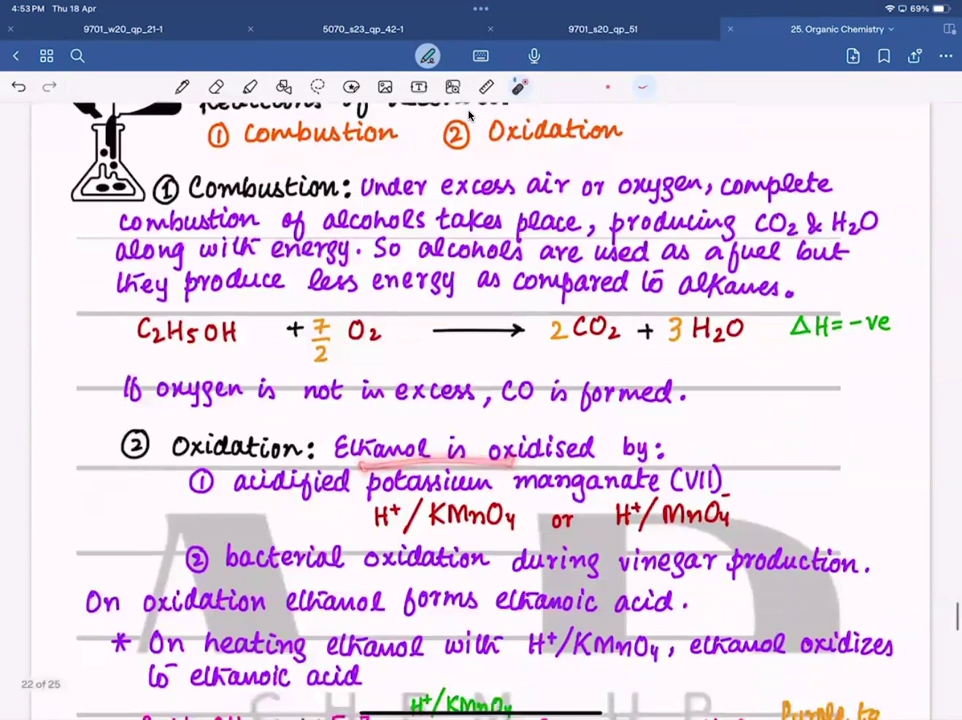 4:53 PM Thu 18 Apr
69%
9701_w20_qp_21-1
5070_s23_qp_42-1
9701_s20_qp_51
25. Organic Chemistry
Reactions of
① Combustion ② Oxidation
① Combustion: Under excess air or oxygen, complete
combustion of alcohols takes place, producing CO₂ & H₂O
along with energy. So alcohols are used as a fuel but
they produce less energy as compared to alkanes.
C₂H₅OH + 7/2 O₂ ⟶ 2CO₂ + 3H₂O ΔH = -ve
If oxygen is not in excess, CO is formed.
② Oxidation: Ethanol is oxidised by:
① acidified potassium manganate (VII)
H⁺/KMnO₄ or H⁺/MnO₄⁻
② bacterial oxidation during vinegar production.
On oxidation ethanol forms ethanoic acid.
* On heating ethanol with H⁺/KMnO₄, ethanol oxidizes
to ethanoic acid
22 of 25
H⁺/KMnO₄
Purple to